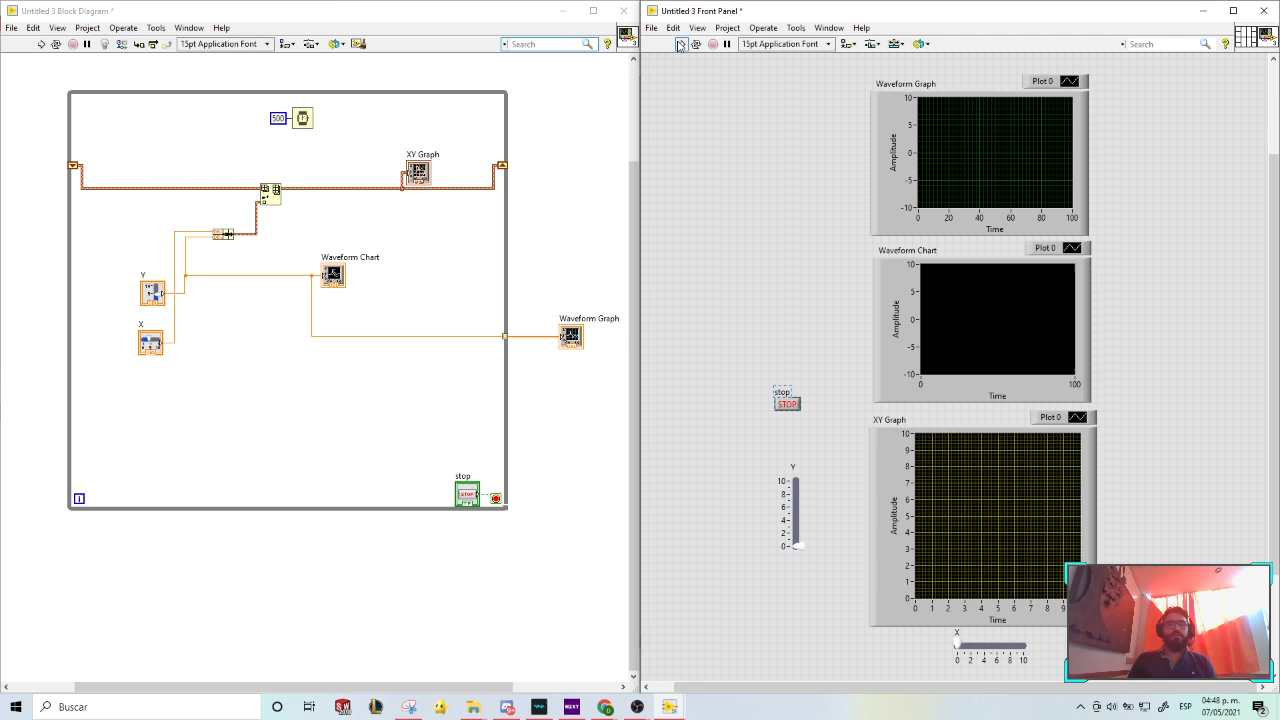 Untitled 3 Block Diagram *
File Edit View Project Operate Tools Window Help
15pt Application Font
Search
500
XY Graph
Waveform Chart
Y
X
Waveform Graph
stop
STOP
i
Untitled 3 Front Panel *
File Edit View Project Operate Tools Window Help
15pt Application Font
Search
Waveform Graph
Plot 0
Amplitude
10
5
0
-5
-10
0 20 40 60 80 100
Time
Waveform Chart
Plot 0
Amplitude
10
5
0
-5
-10
0 100
Time
stop
STOP
XY Graph
Plot 0
Amplitude
10
9
8
7
6
5
4
3
2
1
0
0 1 2 3 4 5 6 7 8 9
Time
Y
10
8
6
4
2
0
X
0 2 4 6 8 10
Buscar
ESP
04:48 p. m.
07/05/2021